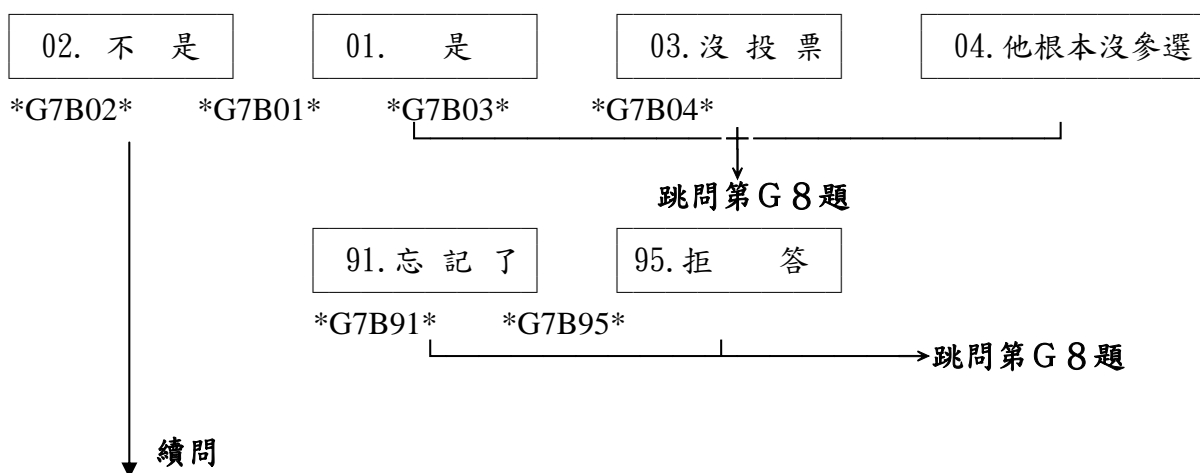 02. 不 是 01. 是 03. 沒 投 票 04. 他根本沒參選
*G7B02* *G7B01* *G7B03* *G7B04*
跳問第G8題
91. 忘 記 了 95. 拒 答
*G7B91* *G7B95*
跳問第G8題
續問